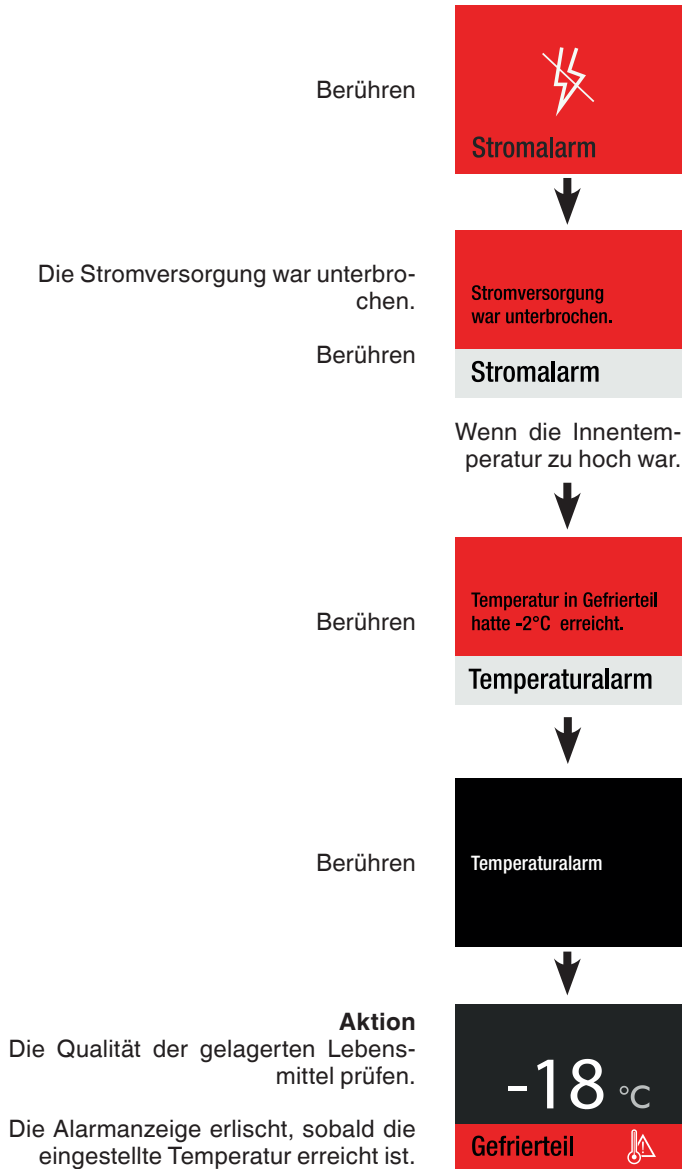 Berühren
Stromalarm
Die Stromversorgung war unterbro-
chen.
Stromversorgung
war unterbrochen.
Berühren
Stromalarm
Wenn die Innentem-
peratur zu hoch war.
Berühren
Temperatur in Gefrierteil
hatte -2°C erreicht.
Temperaturalarm
Berühren
Temperaturalarm
Aktion
Die Qualität der gelagerten Lebens-
mittel prüfen.
Die Alarmanzeige erlischt, sobald die
eingestellte Temperatur erreicht ist.
-18 °C
Gefrierteil